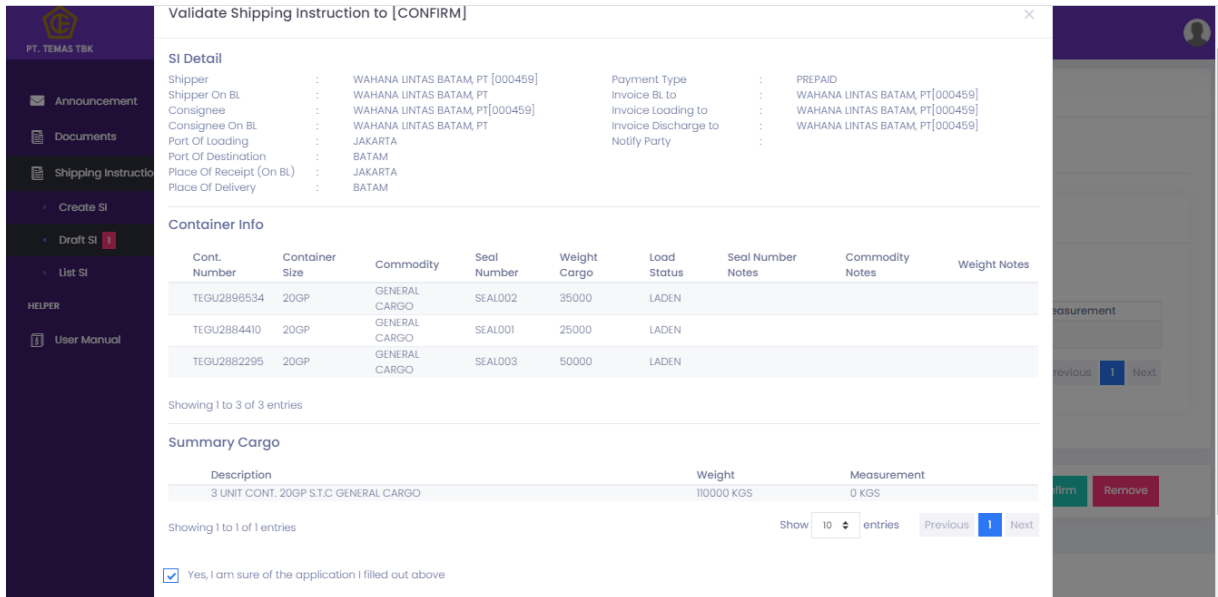 Validate Shipping Instruction to [CONFIRM] ×
PT. TEMAS TBK
Announcement
Documents
Shipping Instructio
Create SI
Draft SI 1
List SI
HELPER
User Manual
SI Detail
Shipper : WAHANA LINTAS BATAM, PT [000459] Payment Type : PREPAID
Shipper On BL : WAHANA LINTAS BATAM, PT Invoice BL to : WAHANA LINTAS BATAM, PT[000459]
Consignee : WAHANA LINTAS BATAM, PT[000459] Invoice Loading to : WAHANA LINTAS BATAM, PT[000459]
Consignee On BL : WAHANA LINTAS BATAM, PT Invoice Discharge to : WAHANA LINTAS BATAM, PT[000459]
Port Of Loading : JAKARTA Notify Party :
Port Of Destination : BATAM
Place Of Receipt (On BL) : JAKARTA
Place Of Delivery : BATAM
Container Info
Cont. Number Container Size Commodity Seal Number Weight Cargo Load Status Seal Number Notes Commodity Notes Weight Notes
TEGU2896534 20GP GENERAL CARGO SEAL002 35000 LADEN
TEGU2884410 20GP GENERAL CARGO SEAL001 25000 LADEN
TEGU2882295 20GP GENERAL CARGO SEAL003 50000 LADEN
Showing 1 to 3 of 3 entries
Summary Cargo
Description Weight Measurement
3 UNIT CONT. 20GP S.T.C GENERAL CARGO 110000 KGS 0 KGS
Showing 1 to 1 of 1 entries Show 10 entries Previous 1 Next
Yes, I am sure of the application I filled out above
easurement
revious 1 Next
nfirm Remove